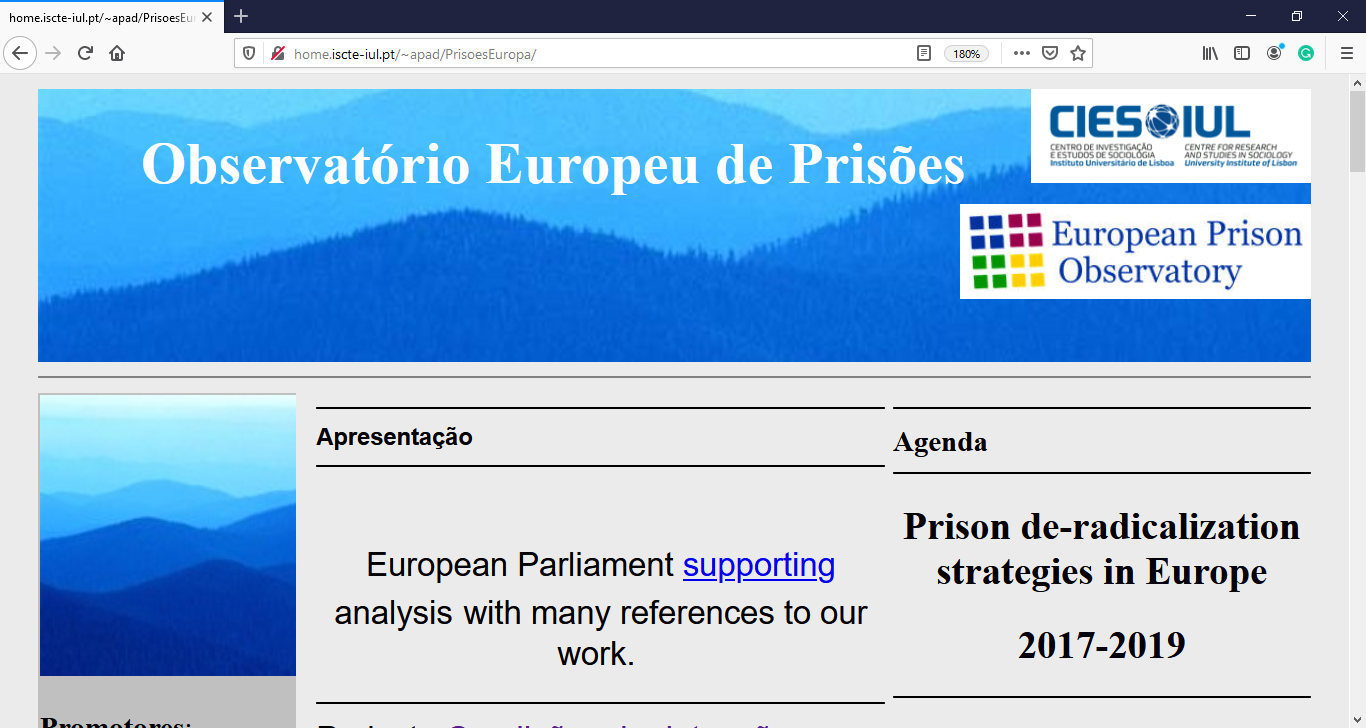 home.iscte-iul.pt/~apad/PrisoesEu
home.iscte-iul.pt/~apad/PrisoesEuropa/
180%
Observatório Europeu de Prisões
CIES IUL
CENTRO DE INVESTIGAÇÃO
E ESTUDOS DE SOCIOLOGIA
Instituto Universitário de Lisboa
CENTRE FOR RESEARCH
AND STUDIES IN SOCIOLOGY
University Institute of Lisbon
European Prison
Observatory
Apresentação
European Parliament supporting
analysis with many references to our
work.
Agenda
Prison de-radicalization
strategies in Europe
2017-2019
Promotores: